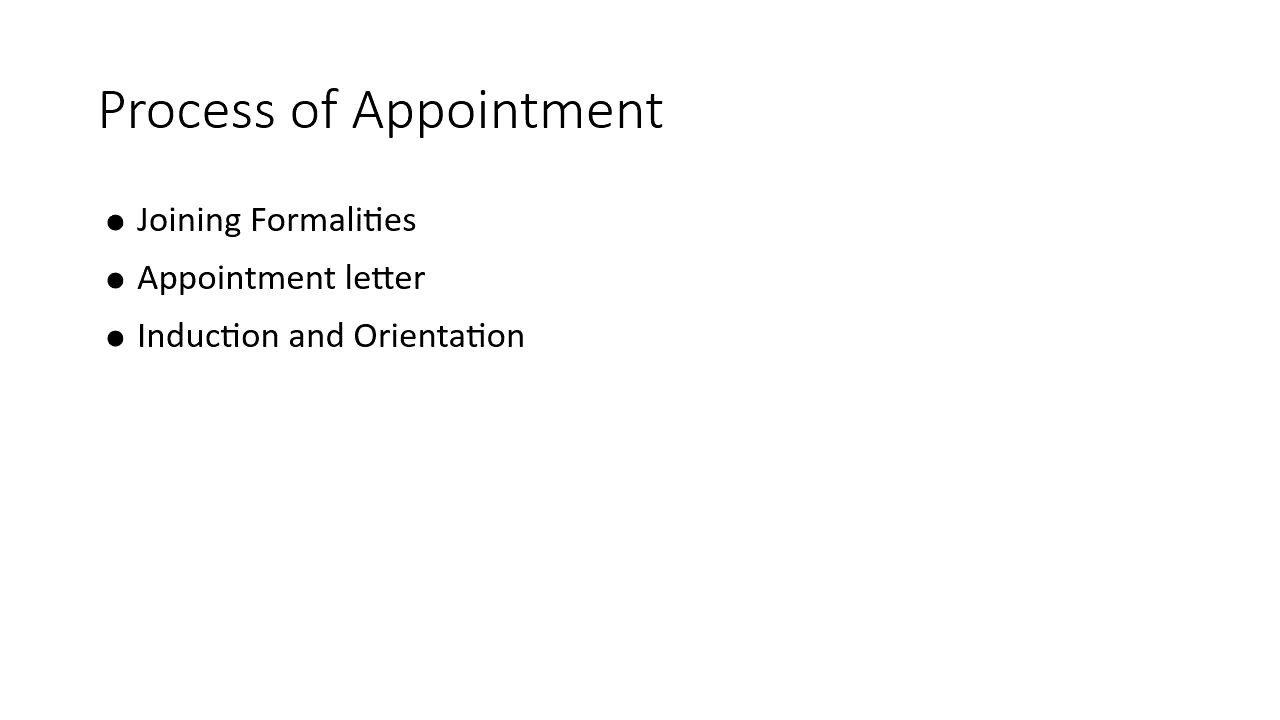 Process of Appointment
● Joining Formalities
● Appointment letter
● Induction and Orientation